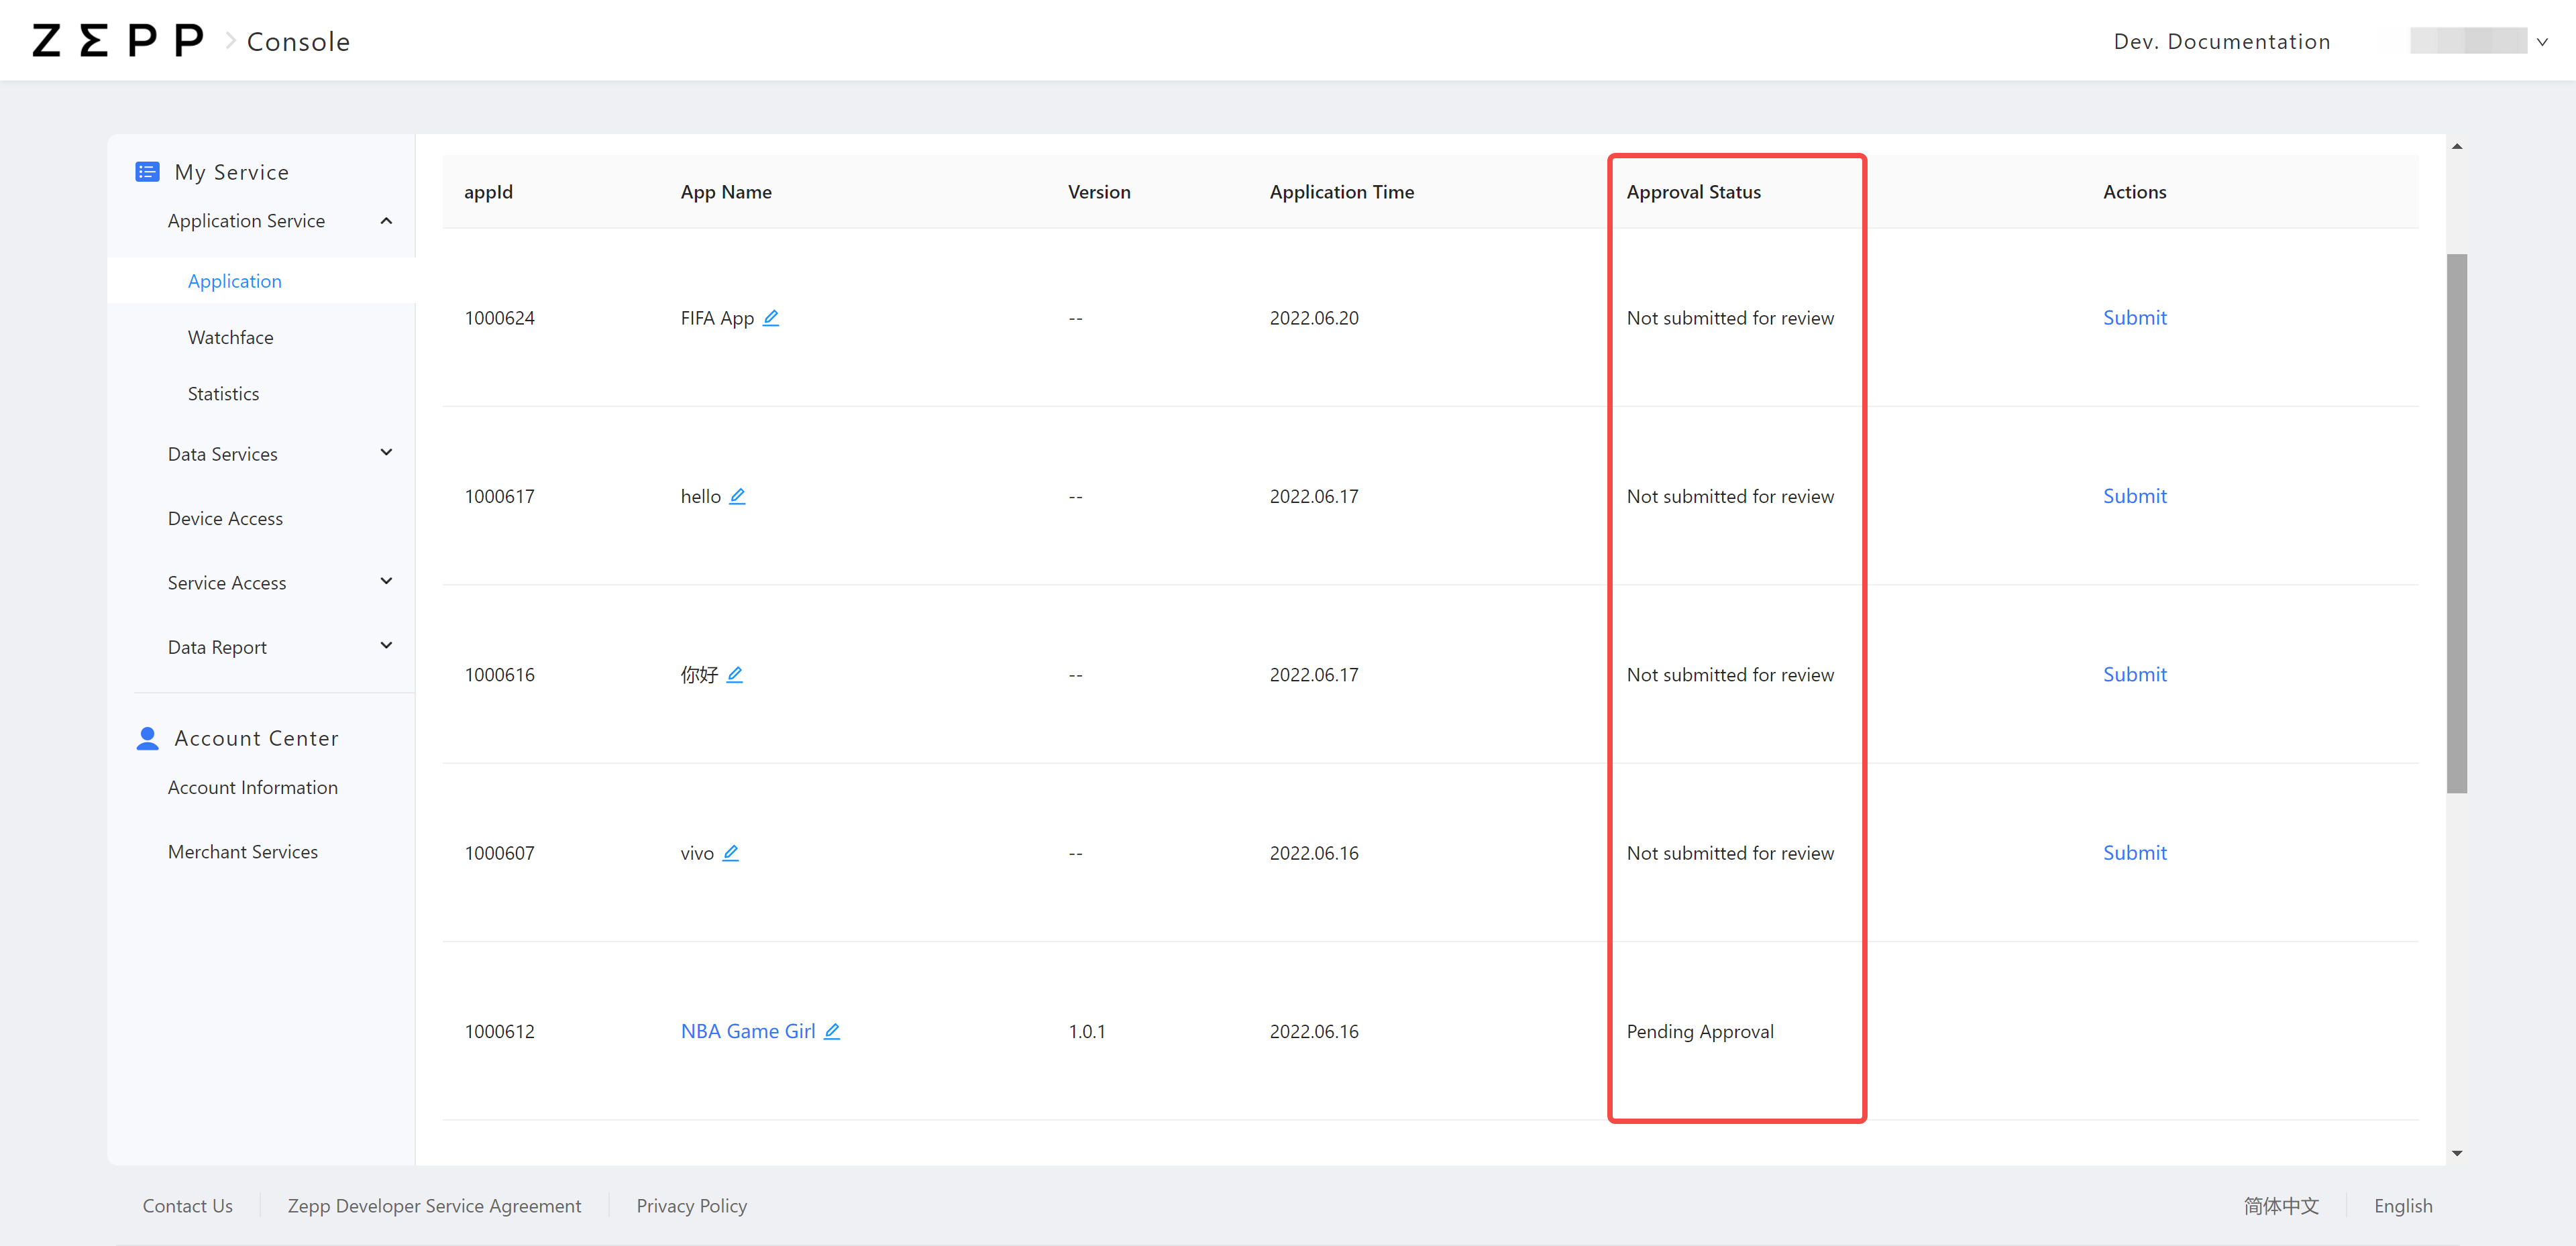 ZEPP > Console Dev. Documentation
My Service
Application Service
Application
Watchface
Statistics
Data Services
Device Access
Service Access
Data Report
Account Center
Account Information
Merchant Services
appId App Name Version Application Time Approval Status Actions
1000624 FIFA App -- 2022.06.20 Not submitted for review Submit
1000617 hello -- 2022.06.17 Not submitted for review Submit
1000616 你好 -- 2022.06.17 Not submitted for review Submit
1000607 vivo -- 2022.06.16 Not submitted for review Submit
1000612 NBA Game Girl 1.0.1 2022.06.16 Pending Approval
Contact Us Zepp Developer Service Agreement Privacy Policy 简体中文 English